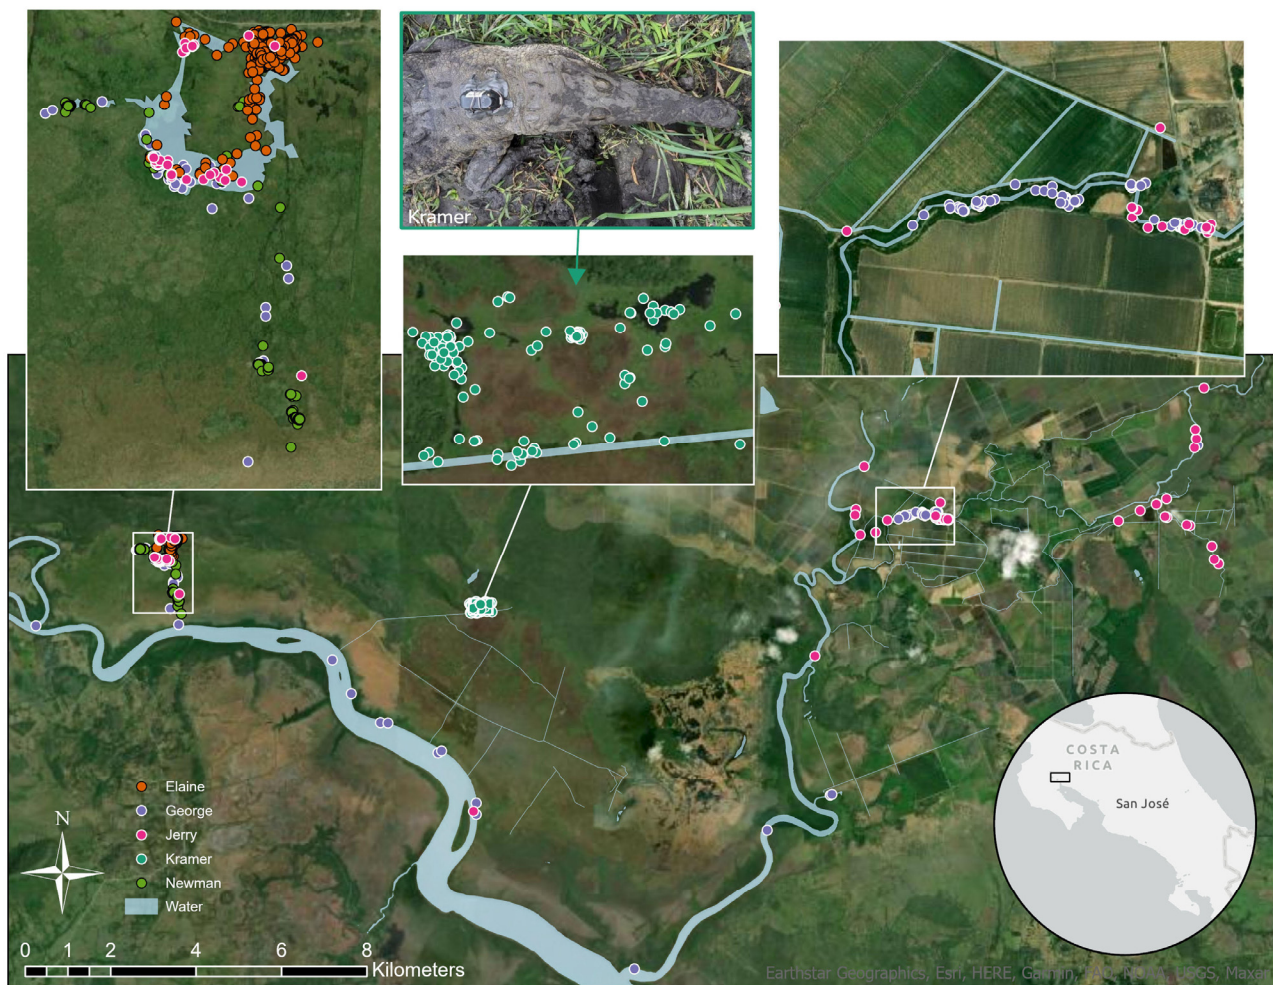 Kramer
COSTA
RICA
San José
Elaine
George
Jerry
Kramer
Newman
Water
N
0 1 2 4 6 8
Kilometers
Earthstar Geographics, Esri, HERE, Garmin, FAO, NOAA, USGS, Maxar